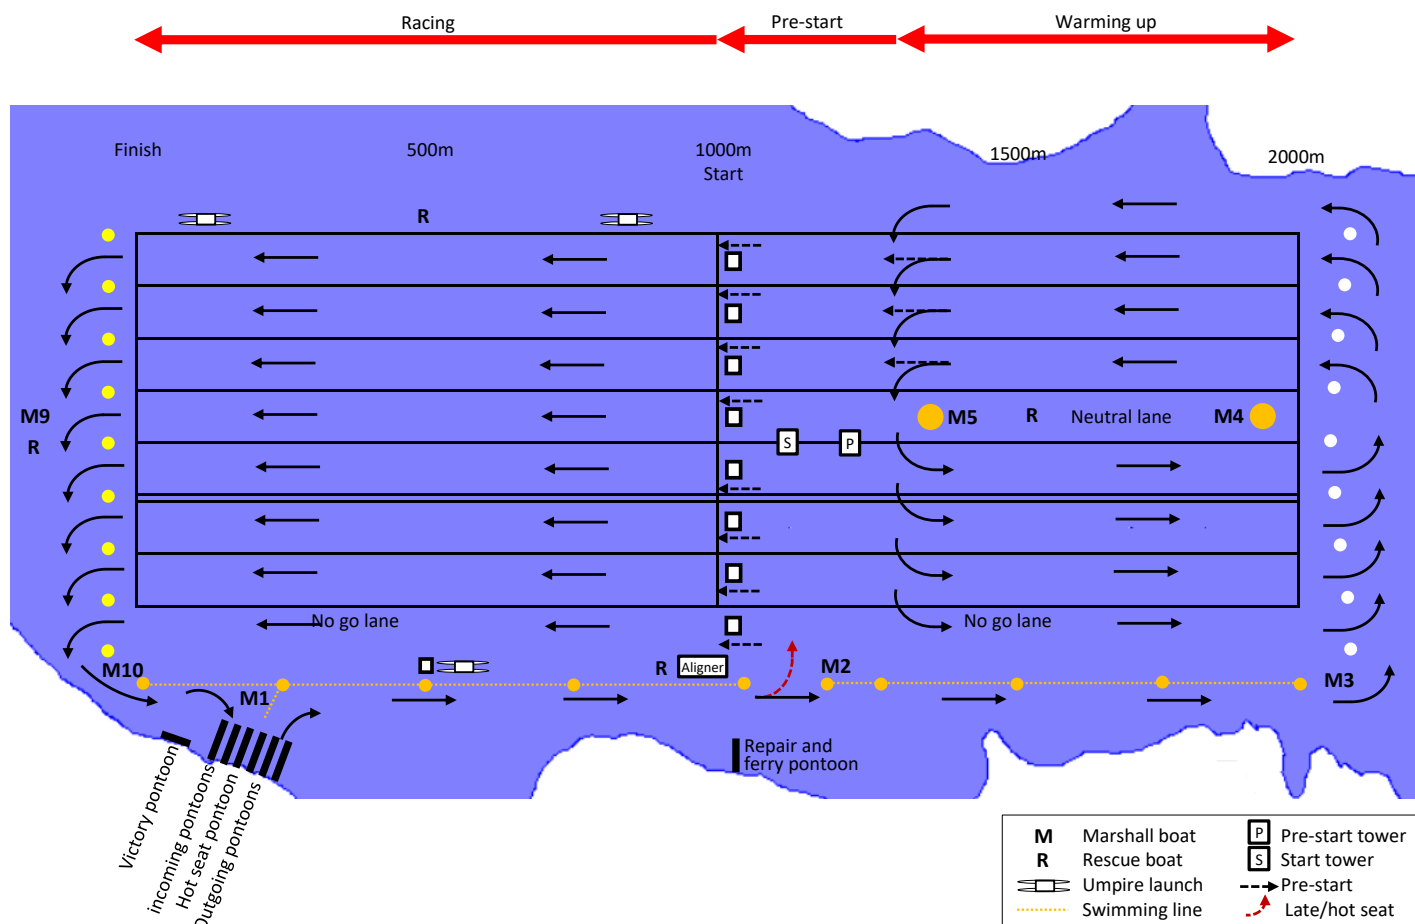 Racing
Pre-start
Warming up
Finish
500m
1000m
Start
1500m
2000m
R
M9
R
M5
R
Neutral lane
M4
S
P
No go lane
No go lane
M10
M1
R
Aligner
M2
M3
Repair and
ferry pontoon
Victory pontoon
incoming pontoons
Hot seat pontoon
Outgoing pontoons
M Marshall boat
P Pre-start tower
R Rescue boat
S Start tower
Umpire launch
Pre-start
Swimming line
Late/hot seat